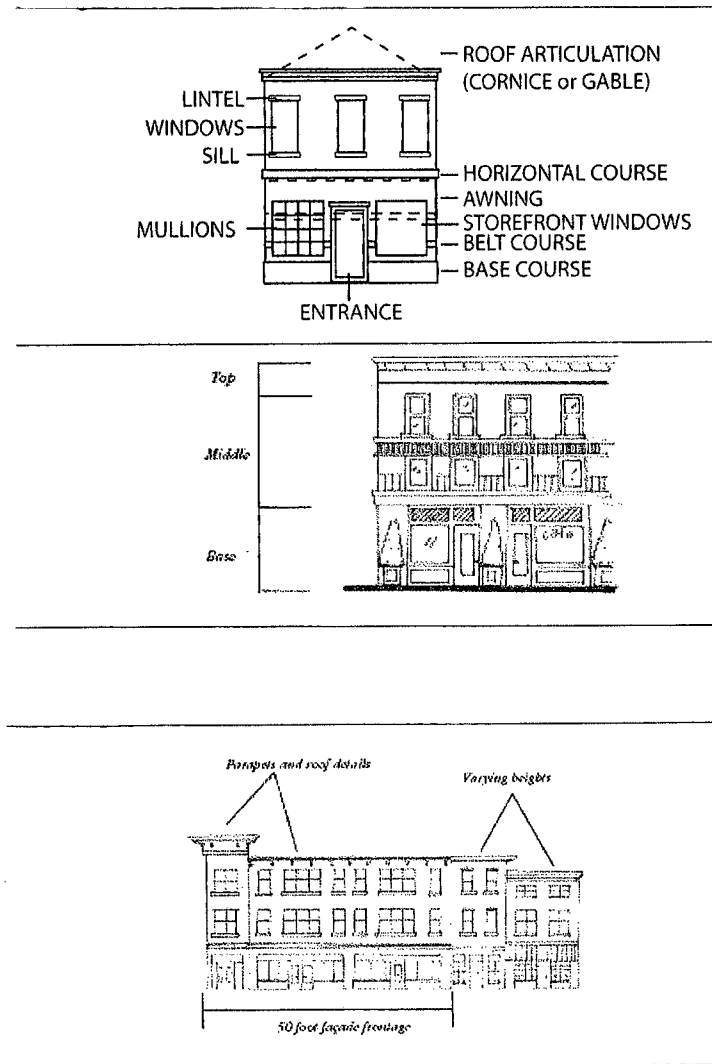 ROOF ARTICULATION
(CORNICE or GABLE)
LINTEL
WINDOWS
SILL
HORIZONTAL COURSE
AWNING
STOREFRONT WINDOWS
MULLIONS
BELT COURSE
BASE COURSE
ENTRANCE
Top
Middle
Base
Parapets and roof details
Varying heights
50 foot façade frontage